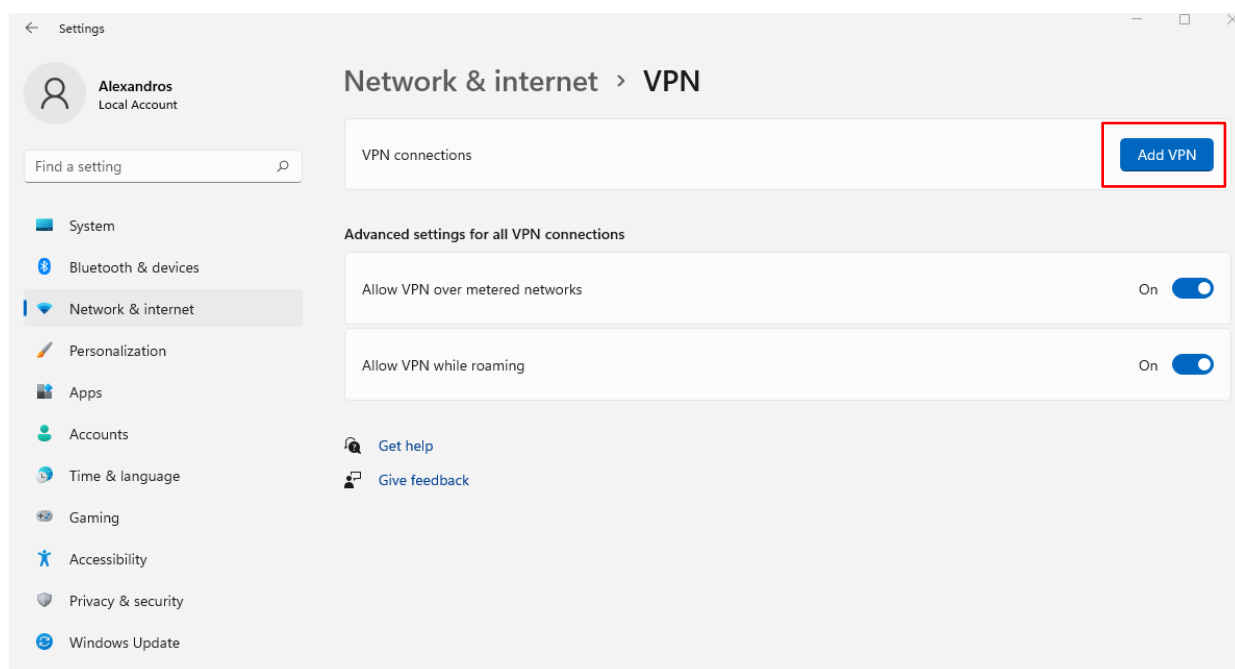 Settings
Alexandros
Local Account
Find a setting
System
Bluetooth & devices
Network & internet
Personalization
Apps
Accounts
Time & language
Gaming
Accessibility
Privacy & security
Windows Update
Network & internet › VPN
VPN connections
Add VPN
Advanced settings for all VPN connections
Allow VPN over metered networks
On
Allow VPN while roaming
On
Get help
Give feedback